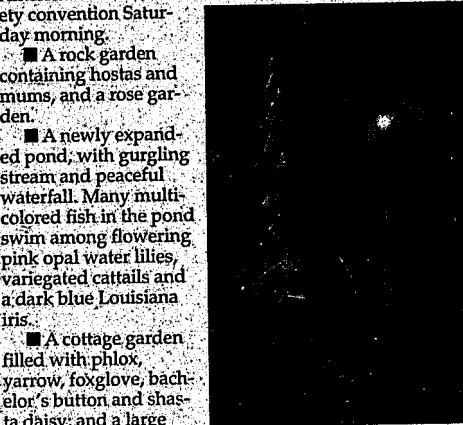 ety convention Satur-
day morning.
■ A rock garden
containing hostas and
mums, and a rose gar-
den.
■ A newly expand-
ed pond, with gurgling
stream and peaceful
waterfall. Many multi-
colored fish in the pond
swim among flowering
pink opal water lilies,
variegated cattails and
a dark blue Louisiana
iris.
■ A cottage garden
filled with phlox,
yarrow, foxglove, bach-
elor's button and shas-
ta daisy; and a large